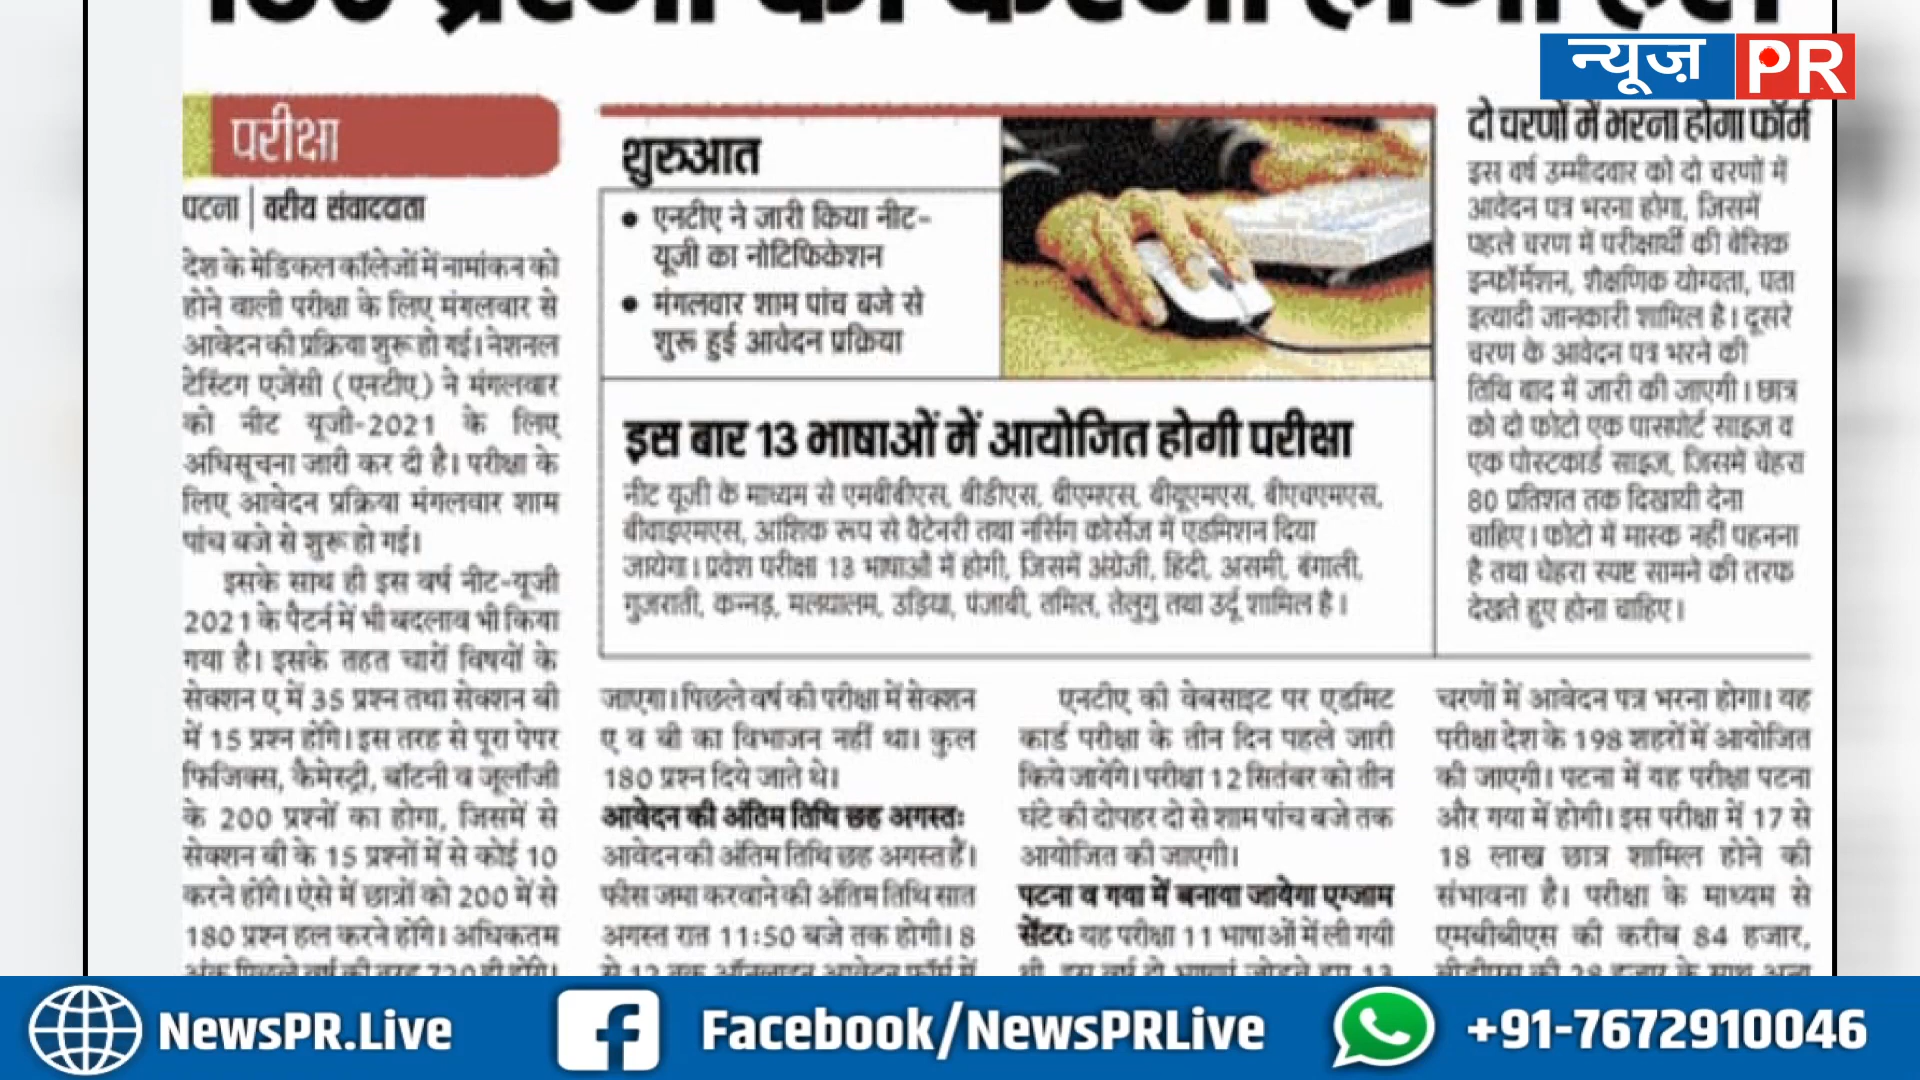 न्यूज़ PR
परीक्षा
पटना | वरीय संवाददाता
देश के मेडिकल कॉलेजों में नामांकन को
होने वाली परीक्षा के लिए मंगलवार से
आवेदन की प्रक्रिया शुरू हो गई। नेशनल
टेस्टिंग एजेंसी (एनटीए) ने मंगलवार
को नीट यूजी-2021 के लिए
अधिसूचना जारी कर दी है। परीक्षा के
लिए आवेदन प्रक्रिया मंगलवार शाम
पांच बजे से शुरू हो गई।
इसके साथ ही इस वर्ष नीट-यूजी
2021 के पैटर्न में भी बदलाव भी किया
गया है। इसके तहत चारों विषयों के
सेक्शन ए में 35 प्रश्न तथा सेक्शन बी
में 15 प्रश्न होंगे। इस तरह से पूरा पेपर
फिजिक्स, कैमेस्ट्री, बॉटनी व जूलॉजी
के 200 प्रश्नों का होगा, जिसमें से
सेक्शन बी के 15 प्रश्नों में से कोई 10
करने होंगे। ऐसे में छात्रों को 200 में से
180 प्रश्न हल करने होंगे। अधिकतम
शुरुआत
• एनटीए ने जारी किया नीट-
यूजी का नोटिफिकेशन
• मंगलवार शाम पांच बजे से
शुरू हुई आवेदन प्रक्रिया
इस बार 13 भाषाओं में आयोजित होगी परीक्षा
नीट यूजी के माध्यम से एमबीबीएस, बीडीएस, बीएमएस, बीयूएमएस, बीएचएमएस,
बीवाइएमएस, आंशिक रूप से वैटेनरी तथा नर्सिंग कोर्सेज में एडमिशन दिया
जायेगा। प्रवेश परीक्षा 13 भाषाओं में होगी, जिसमें अंग्रेजी, हिंदी, असमी, बंगाली,
गुजराती, कन्नड़, मलयालम, उड़िया, पंजाबी, तमिल, तेलुगु तथा उर्दू शामिल है।
दो चरणों में भरना होगा फॉर्म
इस वर्ष उम्मीदवार को दो चरणों में
आवेदन पत्र भरना होगा, जिसमें
पहले चरण में परीक्षार्थी की बेसिक
इन्फॉर्मेशन, शैक्षणिक योग्यता, पता
इत्यादी जानकारी शामिल है। दूसरे
चरण के आवेदन पत्र भरने की
तिथि बाद में जारी की जाएगी। छात्र
को दो फोटो एक पासपोर्ट साइज व
एक पोस्टकार्ड साइज, जिसमें चेहरा
80 प्रतिशत तक दिखायी देना
चाहिए। फोटो में मास्क नहीं पहनना
है तथा चेहरा स्पष्ट सामने की तरफ
देखते हुए होना चाहिए।
जाएगा। पिछले वर्ष की परीक्षा में सेक्शन
ए व बी का विभाजन नहीं था। कुल
180 प्रश्न दिये जाते थे।
आवेदन की अंतिम तिथि छह अगस्तः
आवेदन की अंतिम तिथि छह अगस्त हैं।
फीस जमा करवाने की अंतिम तिथि सात
अगस्त रात 11:50 बजे तक होगी। 8
एनटीए की वेबसाइट पर एडमिट
कार्ड परीक्षा के तीन दिन पहले जारी
किये जायेंगे। परीक्षा 12 सितंबर को तीन
घंटे की दोपहर दो से शाम पांच बजे तक
आयोजित की जाएगी।
पटना व गया में बनाया जायेगा एग्जाम
सेंटरः यह परीक्षा 11 भाषाओं में ली गयी
चरणों में आवेदन पत्र भरना होगा। यह
परीक्षा देश के 198 शहरों में आयोजित
की जाएगी। पटना में यह परीक्षा पटना
और गया में होगी। इस परीक्षा में 17 से
18 लाख छात्र शामिल होने की
संभावना है। परीक्षा के माध्यम से
एमबीबीएस की करीब 84 हजार,
NewsPR.Live
Facebook/NewsPRLive
+91-7672910046